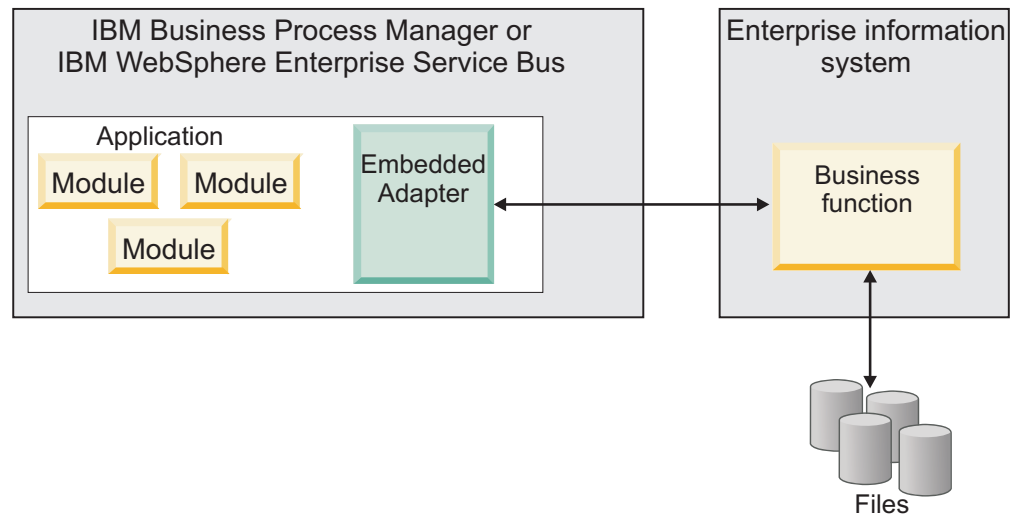 IBM Business Process Manager or
IBM WebSphere Enterprise Service Bus
Application
Module
Module
Module
Embedded
Adapter
Enterprise information
system
Business
function
Files